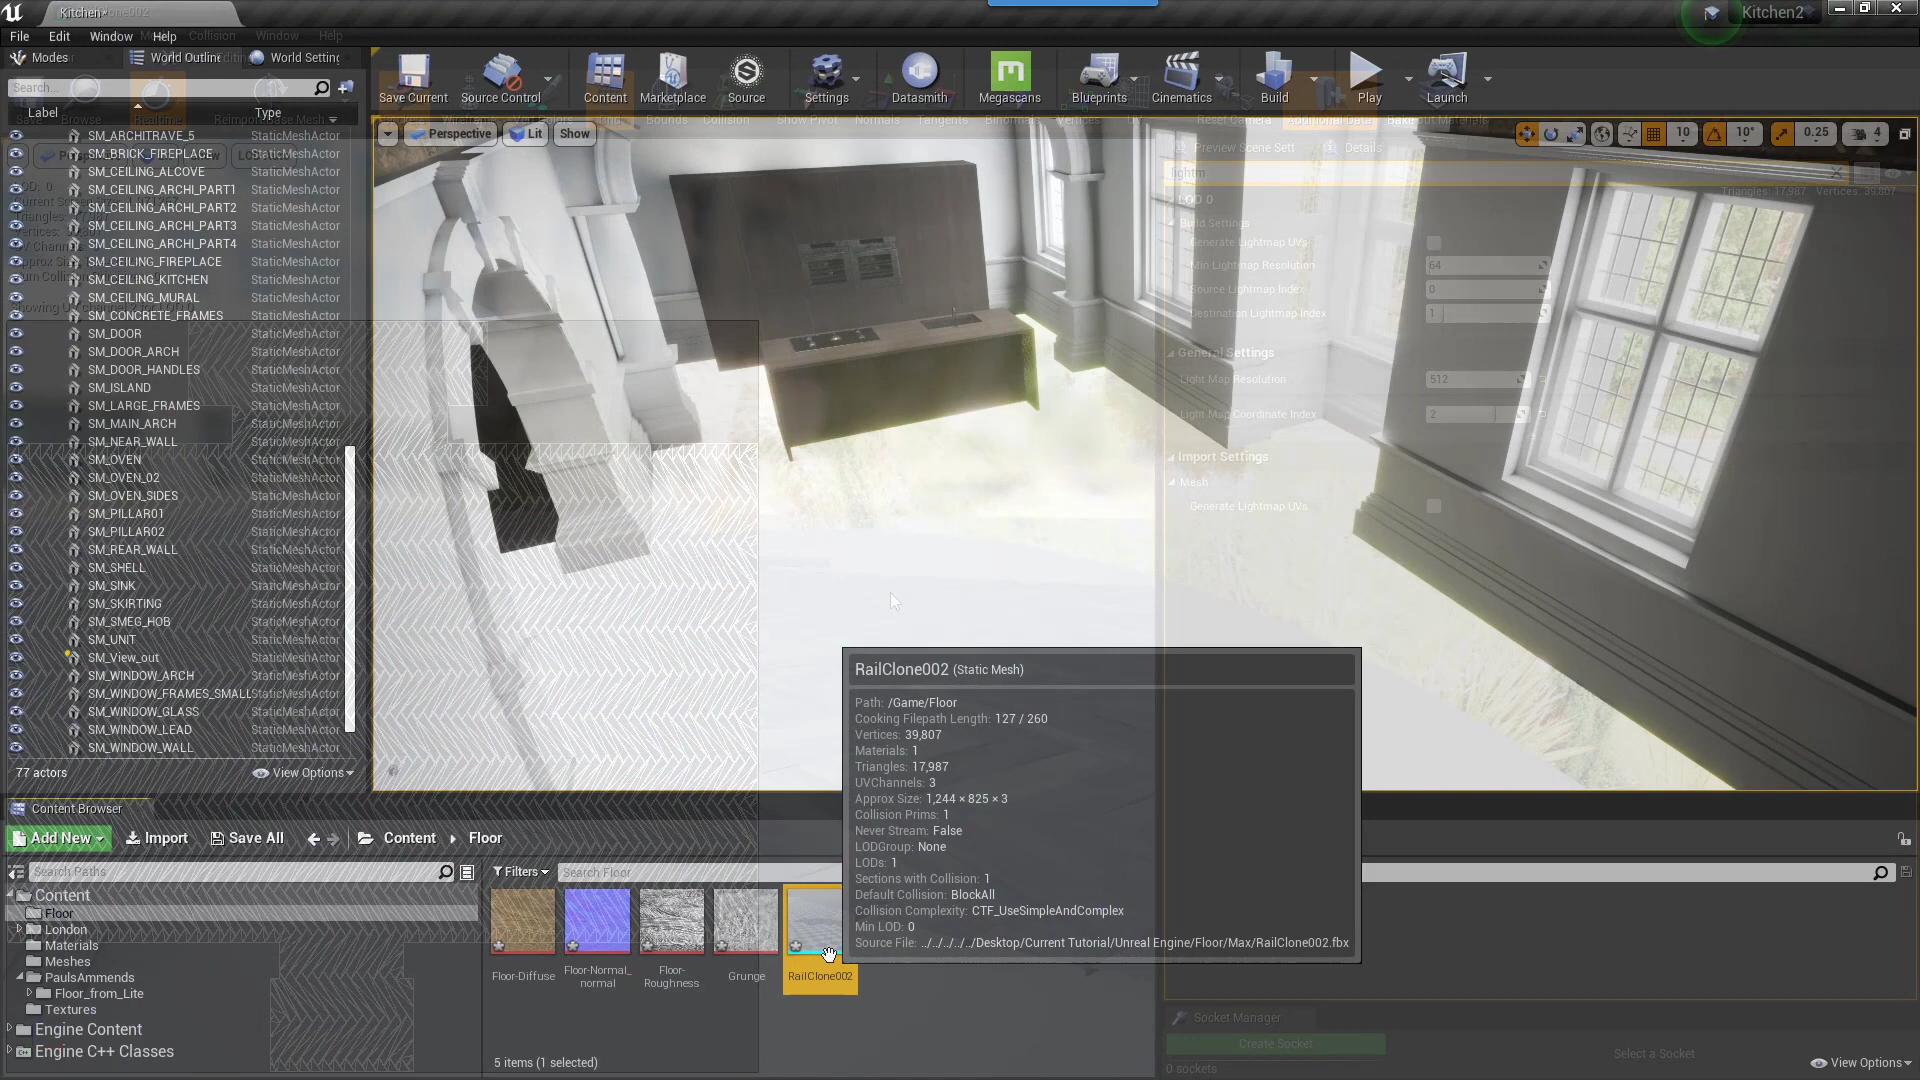 Kitchen*
Kitchen2
File Edit Window Help
Modes World Outline World Setting
Search...
Label Type
Save Current Source Control Content Marketplace Source Settings Datasmith Megascans Blueprints Cinematics Build Play Launch
Perspective Lit Show
10 10° 0.25 4
Preview Scene Sett Details
lightm
Triangles: 17,987 Vertices: 39,807
LOD 0
Build Settings
Generate Lightmap UVs
Min Lightmap Resolution 64
Source Lightmap Index 0
Destination Lightmap Index 1
General Settings
Light Map Resolution 512
Light Map Coordinate Index 2
Import Settings
Mesh
Generate Lightmap UVs
SM_ARCHITRAVE_5 StaticMeshActor
SM_BRICK_FIREPLACE StaticMeshActor
SM_CEILING_ALCOVE StaticMeshActor
SM_CEILING_ARCHI_PART1 StaticMeshActor
SM_CEILING_ARCHI_PART2 StaticMeshActor
SM_CEILING_ARCHI_PART3 StaticMeshActor
SM_CEILING_ARCHI_PART4 StaticMeshActor
SM_CEILING_FIREPLACE StaticMeshActor
SM_CEILING_KITCHEN StaticMeshActor
SM_CEILING_MURAL StaticMeshActor
SM_CONCRETE_FRAMES StaticMeshActor
SM_DOOR StaticMeshActor
SM_DOOR_ARCH StaticMeshActor
SM_DOOR_HANDLES StaticMeshActor
SM_ISLAND StaticMeshActor
SM_LARGE_FRAMES StaticMeshActor
SM_MAIN_ARCH StaticMeshActor
SM_NEAR_WALL StaticMeshActor
SM_OVEN StaticMeshActor
SM_OVEN_02 StaticMeshActor
SM_OVEN_SIDES StaticMeshActor
SM_PILLAR01 StaticMeshActor
SM_PILLAR02 StaticMeshActor
SM_REAR_WALL StaticMeshActor
SM_SHELL StaticMeshActor
SM_SINK StaticMeshActor
SM_SKIRTING StaticMeshActor
SM_SMEG_HOB StaticMeshActor
SM_UNIT StaticMeshActor
SM_View_out StaticMeshActor
SM_WINDOW_ARCH StaticMeshActor
SM_WINDOW_FRAMES_SMALL StaticMeshActor
SM_WINDOW_GLASS StaticMeshActor
SM_WINDOW_LEAD StaticMeshActor
SM_WINDOW_WALL StaticMeshActor
77 actors View Options
RailClone002 (Static Mesh)
Path: /Game/Floor
Cooking Filepath Length: 127 / 260
Vertices: 39,807
Materials: 1
Triangles: 17,987
UVChannels: 3
Approx Size: 1,244 × 825 × 3
Collision Prims: 1
Never Stream: False
LODGroup: None
LODs: 1
Sections with Collision: 1
Default Collision: BlockAll
Collision Complexity: CTF_UseSimpleAndComplex
Min LOD: 0
Source File: ../../../../../Desktop/Current Tutorial/Unreal Engine/Floor/Max/RailClone002.fbx
Content Browser
Add New Import Save All Content Floor
Search Paths
Filters Search Floor
Content
Floor
London
Materials
Meshes
PaulsAmmends
Floor_from_Lite
Textures
Engine Content
Engine C++ Classes
Floor-Diffuse
Floor-Normal_normal
Floor-Roughness
Grunge
RailClone002
5 items (1 selected)
Socket Manager
Create Socket
Select a Socket
0 sockets
View Options